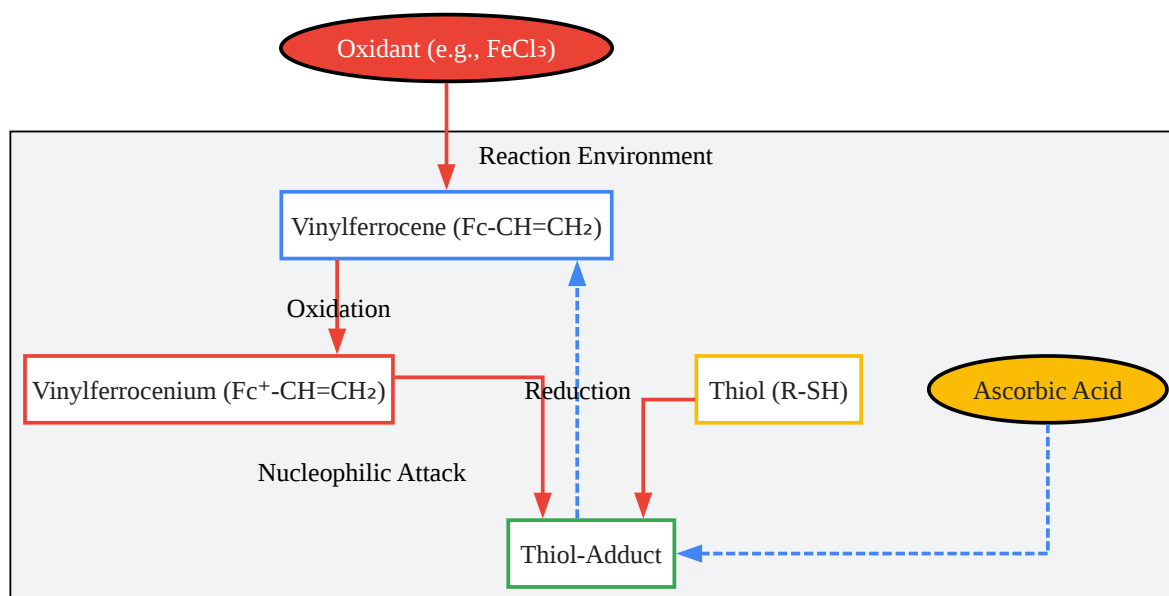 Oxidant (e.g., FeCl₃)
Reaction Environment
Vinylferrocene (Fc-CH=CH₂)
Oxidation
Vinylferrocenium (Fc⁺-CH=CH₂)
Reduction
Thiol (R-SH)
Ascorbic Acid
Nucleophilic Attack
Thiol-Adduct